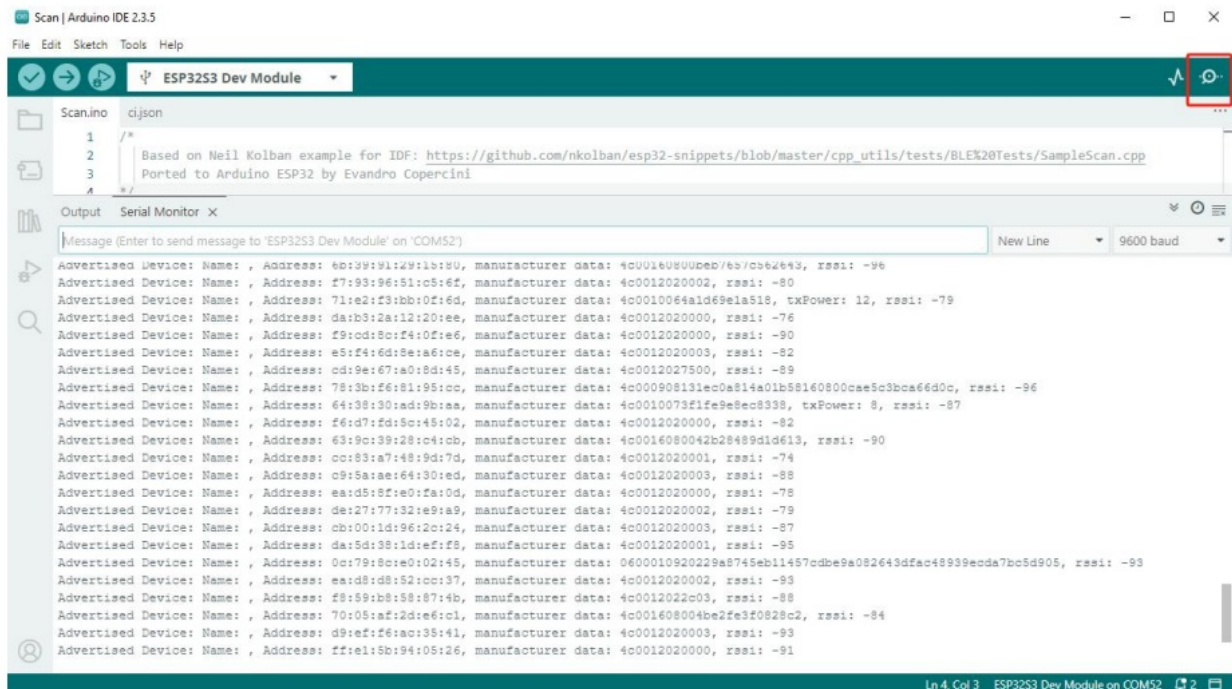 Scan | Arduino IDE 2.3.5
File Edit Sketch Tools Help
ESP32S3 Dev Module
Scan.ino ci.json
1 /*
2 Based on Neil Kolban example for IDF: https://github.com/nkolban/esp32-snippets/blob/master/cpp_utils/tests/BLE%20Tests/SampleScan.cpp
3 Ported to Arduino ESP32 by Evandro Copercini
4 */
Output Serial Monitor
Message (Enter to send message to 'ESP32S3 Dev Module' on 'COM52') New Line 9600 baud
Advertised Device: Name: , Address: 6b:39:91:29:15:80, manufacturer data: 4c00160800beb7657c562643, rssi: -96
Advertised Device: Name: , Address: f7:93:96:51:c5:6f, manufacturer data: 4c0012020002, rssi: -80
Advertised Device: Name: , Address: 71:e2:f3:bb:0f:6d, manufacturer data: 4c0010064a1d69e1a518, txPower: 12, rssi: -79
Advertised Device: Name: , Address: da:b3:2a:12:20:ee, manufacturer data: 4c0012020000, rssi: -76
Advertised Device: Name: , Address: f9:cd:8c:f4:0f:e6, manufacturer data: 4c0012020000, rssi: -90
Advertised Device: Name: , Address: e5:f4:6d:8e:a6:ce, manufacturer data: 4c0012020003, rssi: -82
Advertised Device: Name: , Address: cd:9e:67:a0:8d:45, manufacturer data: 4c0012027500, rssi: -89
Advertised Device: Name: , Address: 78:3b:f6:81:95:cc, manufacturer data: 4c000908131ec0a814a01b58160800cae5c3bca66d0c, rssi: -96
Advertised Device: Name: , Address: 64:38:30:ad:9b:aa, manufacturer data: 4c0010073f1fe9e8ec8338, txPower: 8, rssi: -87
Advertised Device: Name: , Address: f6:d7:fd:5c:45:02, manufacturer data: 4c0012020000, rssi: -82
Advertised Device: Name: , Address: 63:9c:39:28:c4:cb, manufacturer data: 4c0016080042b28489d1d613, rssi: -90
Advertised Device: Name: , Address: cc:83:a7:48:9d:7d, manufacturer data: 4c0012020001, rssi: -74
Advertised Device: Name: , Address: c9:5a:ae:64:30:ed, manufacturer data: 4c0012020003, rssi: -88
Advertised Device: Name: , Address: ea:d5:8f:e0:fa:0d, manufacturer data: 4c0012020000, rssi: -78
Advertised Device: Name: , Address: de:27:77:32:e9:a9, manufacturer data: 4c0012020002, rssi: -79
Advertised Device: Name: , Address: cb:00:1d:96:2c:24, manufacturer data: 4c0012020003, rssi: -87
Advertised Device: Name: , Address: da:5d:38:1d:ef:f8, manufacturer data: 4c0012020001, rssi: -95
Advertised Device: Name: , Address: 0c:79:8c:e0:02:45, manufacturer data: 0600010920229a8745eb11457cdbe9a082643dfac48939ecda7bc5d905, rssi: -93
Advertised Device: Name: , Address: ea:d8:d8:52:cc:37, manufacturer data: 4c0012020002, rssi: -93
Advertised Device: Name: , Address: f8:59:b8:58:87:4b, manufacturer data: 4c0012022c03, rssi: -88
Advertised Device: Name: , Address: 70:05:af:2d:e6:c1, manufacturer data: 4c001608004be2fe3f0828c2, rssi: -84
Advertised Device: Name: , Address: d9:ef:f6:ac:35:41, manufacturer data: 4c0012020003, rssi: -93
Advertised Device: Name: , Address: ff:e1:5b:94:05:26, manufacturer data: 4c0012020000, rssi: -91
Ln 4, Col 3 ESP32S3 Dev Module on COM52 2